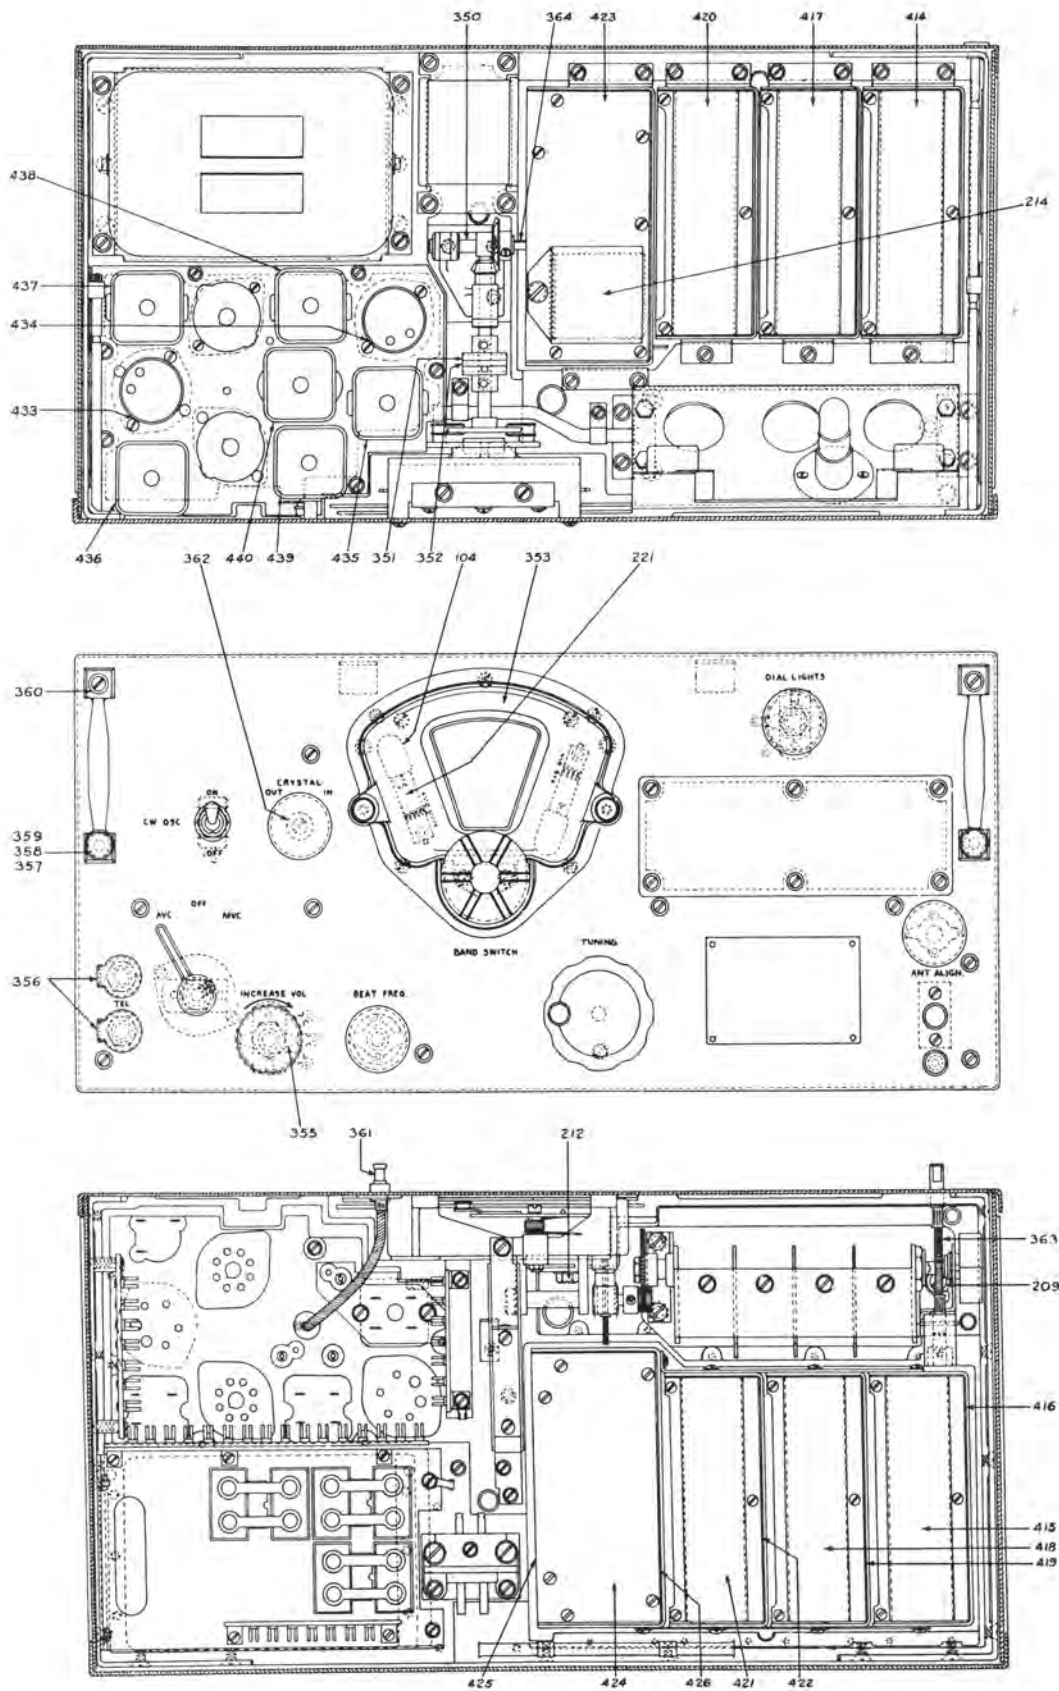 350 364 423 420 417 414
438
214
437
434
433
436 362 440 439 435 351 352 104 353 221
360
DIAL LIGHTS
CRYSTAL
OUT IN
ON
CW OSC
OFF
359
358
357
OFF
AVC MVC
BAND SWITCH
TUNING
356
ANT ALIGN.
TEL
INCREASE VOL
BEAT FREQ.
355 361 212
363
209
416
415
418
419
425 424 426 421 422